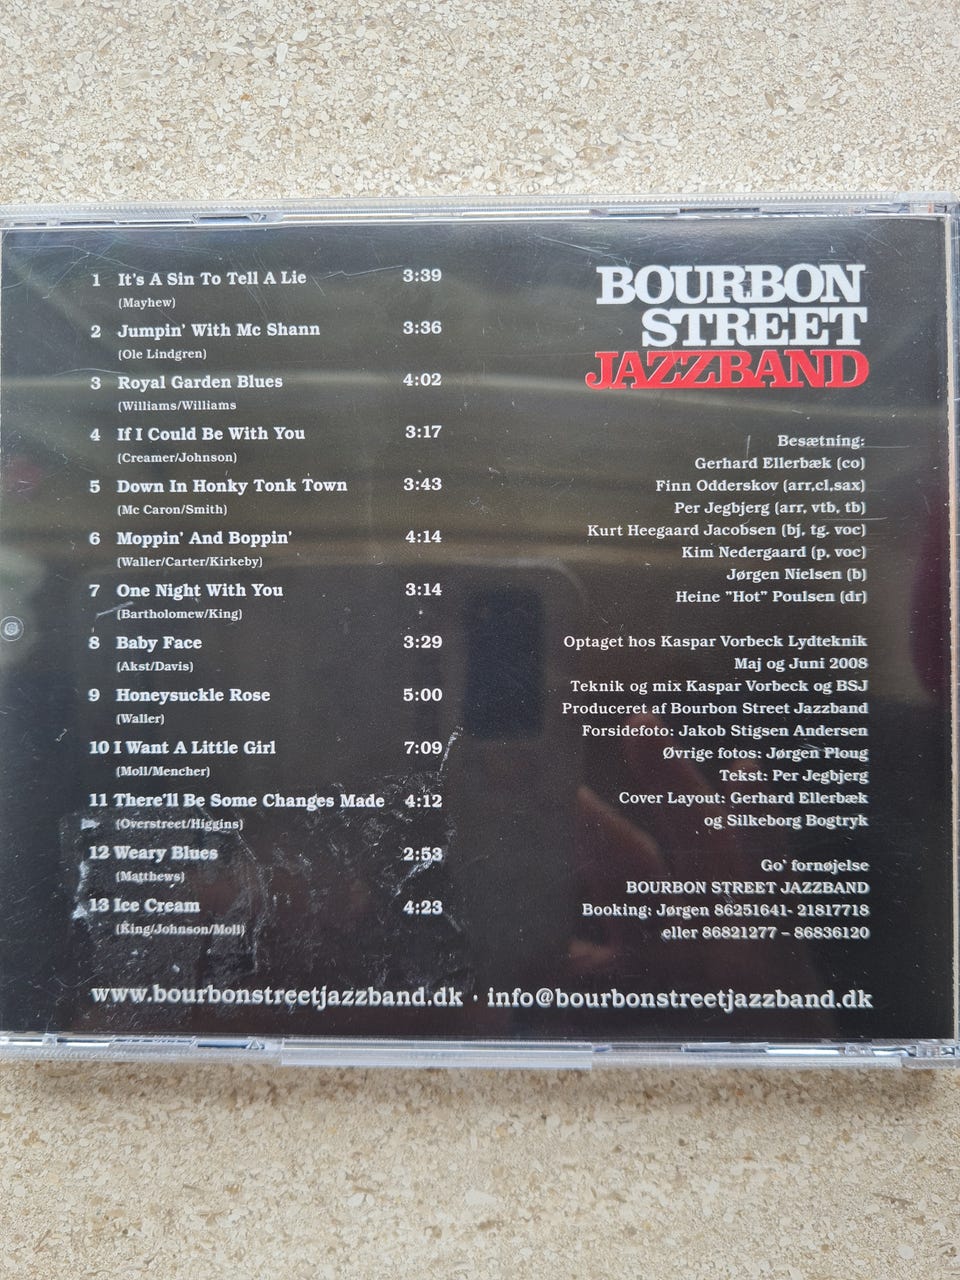 1 It's A Sin To Tell A Lie 3:39
(Mayhew)
2 Jumpin' With Mc Shann 3:36
(Ole Lindgren)
3 Royal Garden Blues 4:02
(Williams/Williams
4 If I Could Be With You 3:17
(Creamer/Johnson)
5 Down In Honky Tonk Town 3:43
(Mc Caron/Smith)
6 Moppin' And Boppin' 4:14
(Waller/Carter/Kirkeby)
7 One Night With You 3:14
(Bartholomew/King)
8 Baby Face 3:29
(Akst/Davis)
9 Honeysuckle Rose 5:00
(Waller)
10 I Want A Little Girl 7:09
(Moll/Mencher)
11 There'll Be Some Changes Made 4:12
(Overstreet/Higgins)
12 Weary Blues 2:53
(Matthews)
13 Ice Cream 4:23
(King/Johnson/Moll)
BOURBON
STREET
JAZZBAND
Besætning:
Gerhard Ellerbæk (co)
Finn Odderskov (arr,cl,sax)
Per Jegbjerg (arr, vtb, tb)
Kurt Heegaard Jacobsen (bj, tg, voc)
Kim Nedergaard (p, voc)
Jørgen Nielsen (b)
Heine "Hot" Poulsen (dr)
Optaget hos Kaspar Vorbeck Lydteknik
Maj og Juni 2008
Teknik og mix Kaspar Vorbeck og BSJ
Produceret af Bourbon Street Jazzband
Forsidefoto: Jakob Stigsen Andersen
Øvrige fotos: Jørgen Ploug
Tekst: Per Jegbjerg
Cover Layout: Gerhard Ellerbæk
og Silkeborg Bogtryk
Go' fornøjelse
BOURBON STREET JAZZBAND
Booking: Jørgen 86251641- 21817718
eller 86821277 – 86836120
www.bourbonstreetjazzband.dk · info@bourbonstreetjazzband.dk